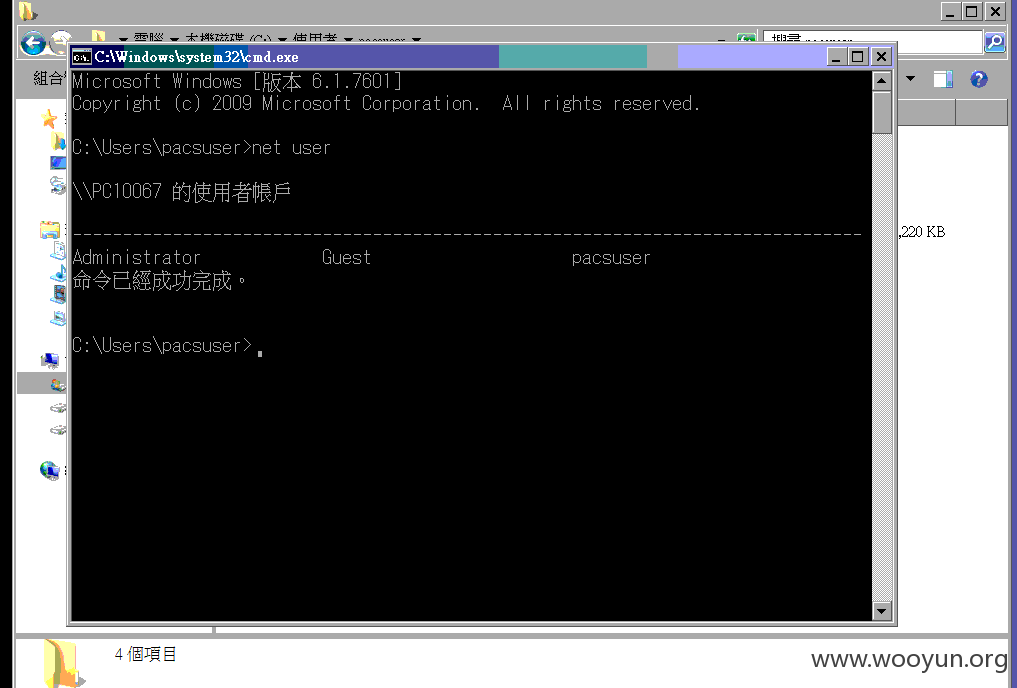 C:\Windows\system32\cmd.exe
組合
Microsoft Windows [版本 6.1.7601]
Copyright (c) 2009 Microsoft Corporation.  All rights reserved.
C:\Users\pacsuser>net user
\\PC10067 的使用者帳戶
-------------------------------------------------------------------------------
,220 KB
Administrator            Guest                    pacsuser
命令已經成功完成。
C:\Users\pacsuser>
4 個項目
www.wooyun.org